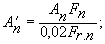 A'ₙ = AₙFₙ / 0,02Fᵣ.ₙ ;